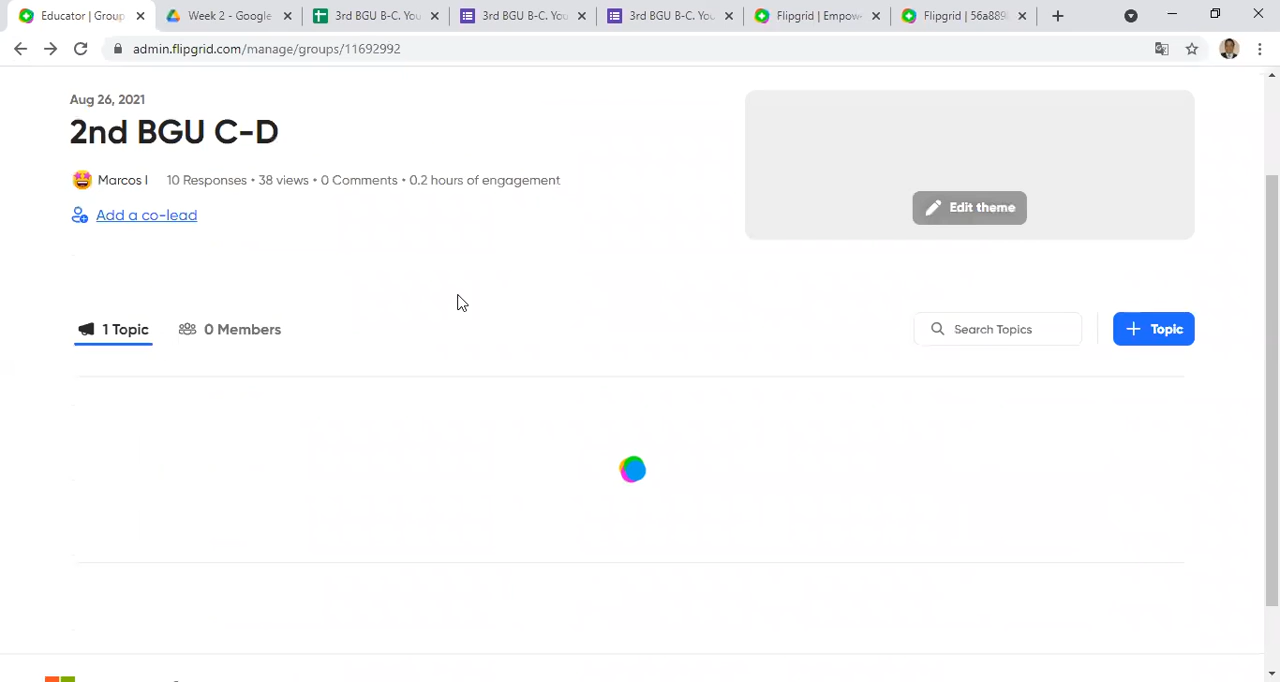 Educator | Group
Week 2 - Google
3rd BGU B-C. You
3rd BGU B-C. You
3rd BGU B-C. You
Flipgrid | Empow
Flipgrid | 56a889
admin.flipgrid.com/manage/groups/11692992
Aug 26, 2021
2nd BGU C-D
Marcos I 10 Responses • 38 views • 0 Comments • 0.2 hours of engagement
Add a co-lead
Edit theme
1 Topic 0 Members
Search Topics
Topic